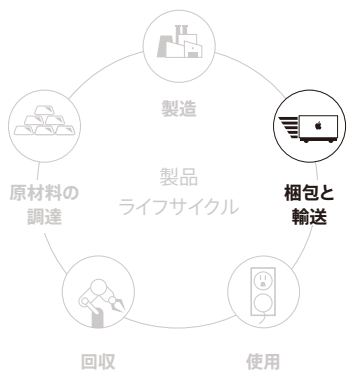 製造
原材料の
調達
製品
ライフサイクル
梱包と
輸送
回収
使用